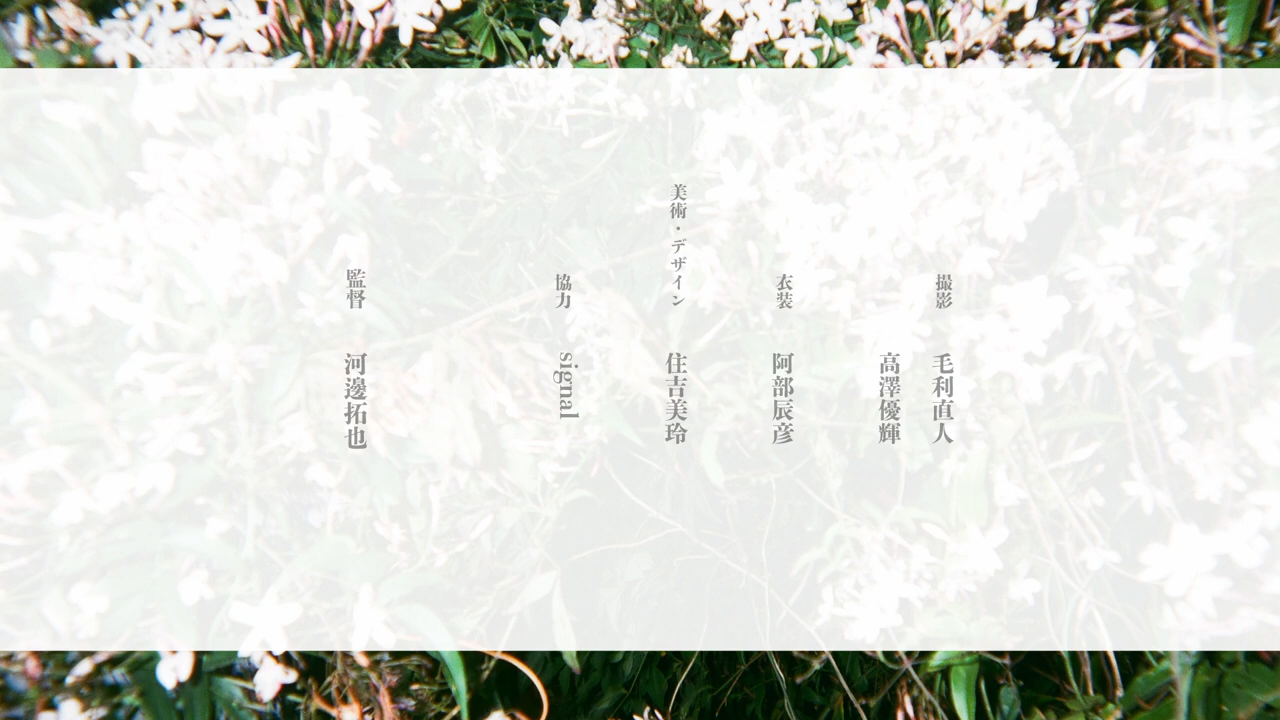 撮影 毛利直人
高澤優輝
衣装 阿部辰彦
美術・デザイン 住吉美玲
協力 signal
監督 河邊拓也